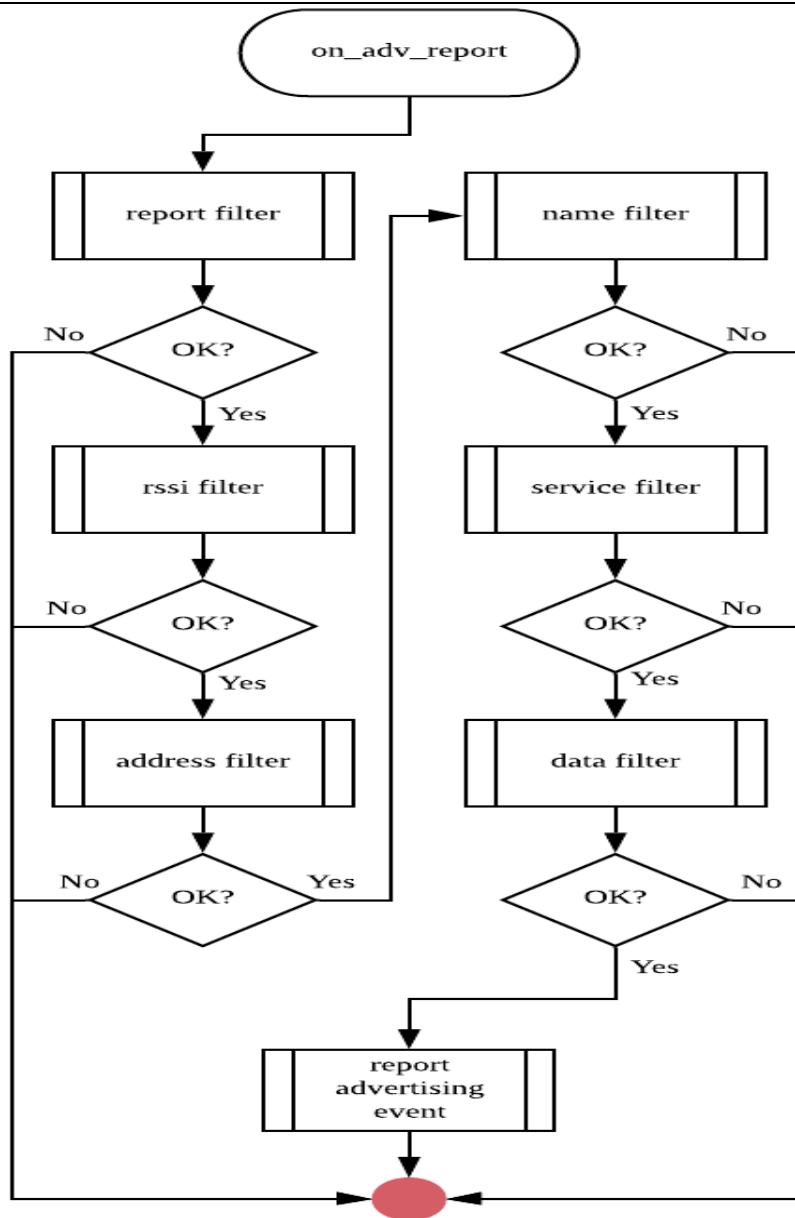 on_adv_report
report filter
No
OK?
Yes
rssi filter
No
OK?
Yes
address filter
No
OK?
Yes
name filter
OK?
No
Yes
service filter
OK?
No
Yes
data filter
OK?
No
Yes
report
advertising
event